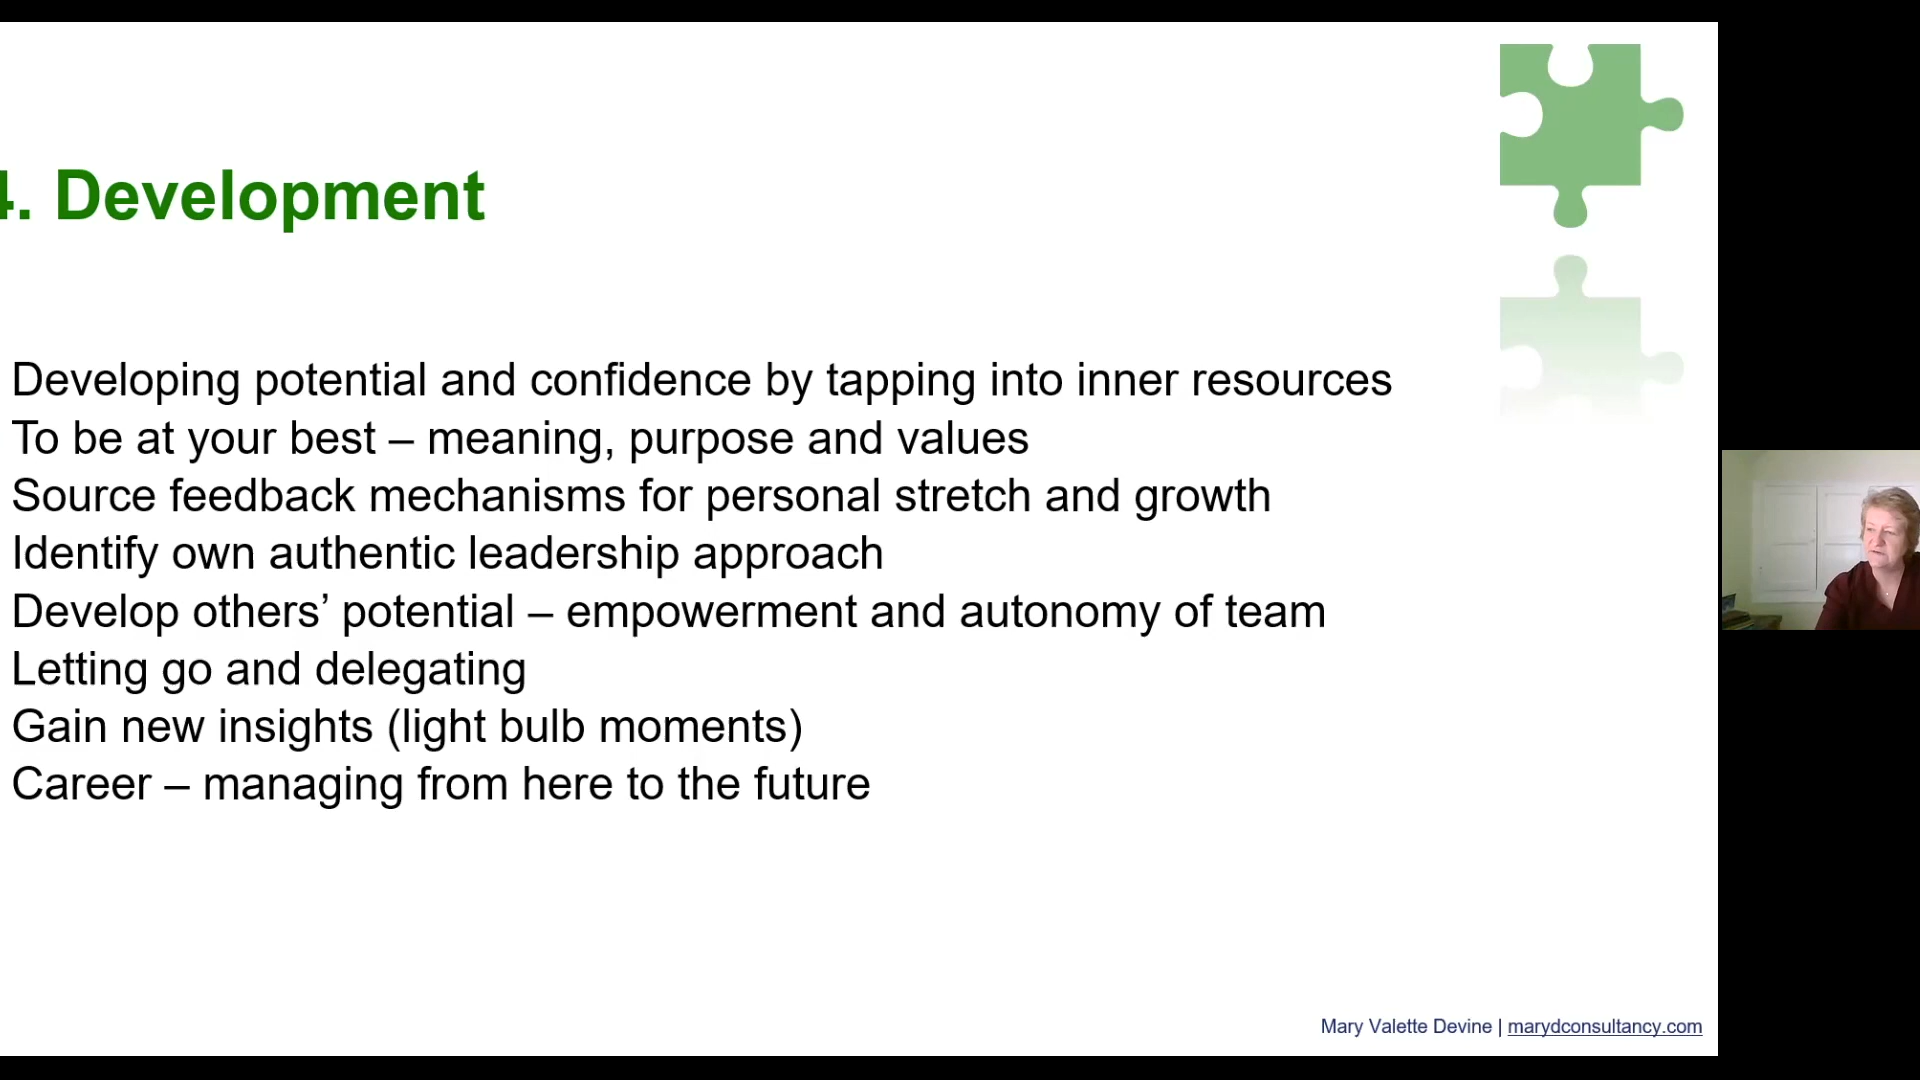 4. Development
Developing potential and confidence by tapping into inner resources
To be at your best – meaning, purpose and values
Source feedback mechanisms for personal stretch and growth
Identify own authentic leadership approach
Develop others’ potential – empowerment and autonomy of team
Letting go and delegating
Gain new insights (light bulb moments)
Career – managing from here to the future
Mary Valette Devine | marydconsultancy.com